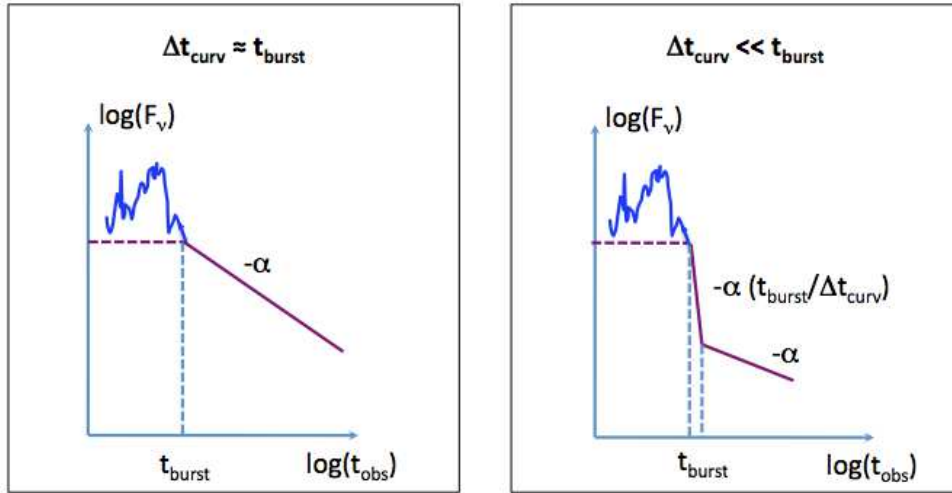 Δt_curv ≈ t_burst
log(F_ν)
-α
t_burst
log(t_obs)
Δt_curv << t_burst
log(F_ν)
-α (t_burst/Δt_curv)
-α
t_burst
log(t_obs)